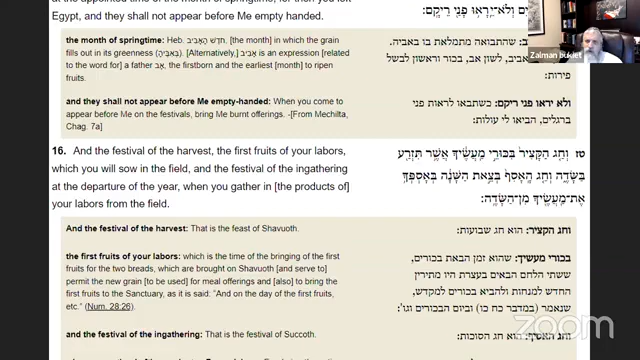 at the appointed time of the month of springtime, for then you left
Egypt, and they shall not appear before Me empty handed.
the month of springtime: Heb. חֹדֶשׁ הָאָבִיב, [the month] in which the grain
fills out in its greenness (בְּאִבֶּיהָ). [Alternatively,] אָבִיב is an expression [related
to the word for] a father אָב, the firstborn and the earliest [month] to ripen
fruits.
and they shall not appear before Me empty-handed: When you come to
appear before Me on the festivals, bring Me burnt offerings. -[From Mechilta,
Chag. 7a]
16. And the festival of the harvest, the first fruits of your labors,
which you will sow in the field, and the festival of the ingathering
at the departure of the year, when you gather in [the products of]
your labors from the field.
And the festival of the harvest: That is the feast of Shavuoth.
the first fruits of your labors: which is the time of the bringing of the first
fruits for the two breads, which are brought on Shavuoth [and serve to]
permit the new grain [to be used] for meal offerings and [also] to bring
the first fruits to the Sanctuary, as it is said: “And on the day of the first fruits,
etc.” (Num. 28:26).
and the festival of the ingathering: That is the festival of Succoth.
וְלֹא יֵרָאוּ פָנַי רֵיקָם:
שהתבואה מתמלאת בו באביה.
אביב, לשון אב, בכור וראשון לבשל
פירות:
ולא יראו פני ריקם: כשתבאו לראות פני
ברגלים, הביאו לי עולות:
טז וְחַג הַקָּצִיר בִּכּוּרֵי מַעֲשֶׂיךָ אֲשֶׁר תִּזְרַע
בַּשָּׂדֶה וְחַג הָאָסִף בְּצֵאת הַשָּׁנָה בְּאָסְפְּךָ
אֶת־מַעֲשֶׂיךָ מִן־הַשָּׂדֶה:
וחג הקציר: הוא חג שבועות:
בכורי מעשיך: שהוא זמן הבאת בכורים,
ששתי הלחם הבאים בעצרת היו מתירין
החדש למנחות ולהביא בכורים למקדש,
שנאמר (במדבר כח כו) וביום הבכורים וגו':
וחג האסיף: הוא חג הסוכות:
Zalman bukiet
zoom